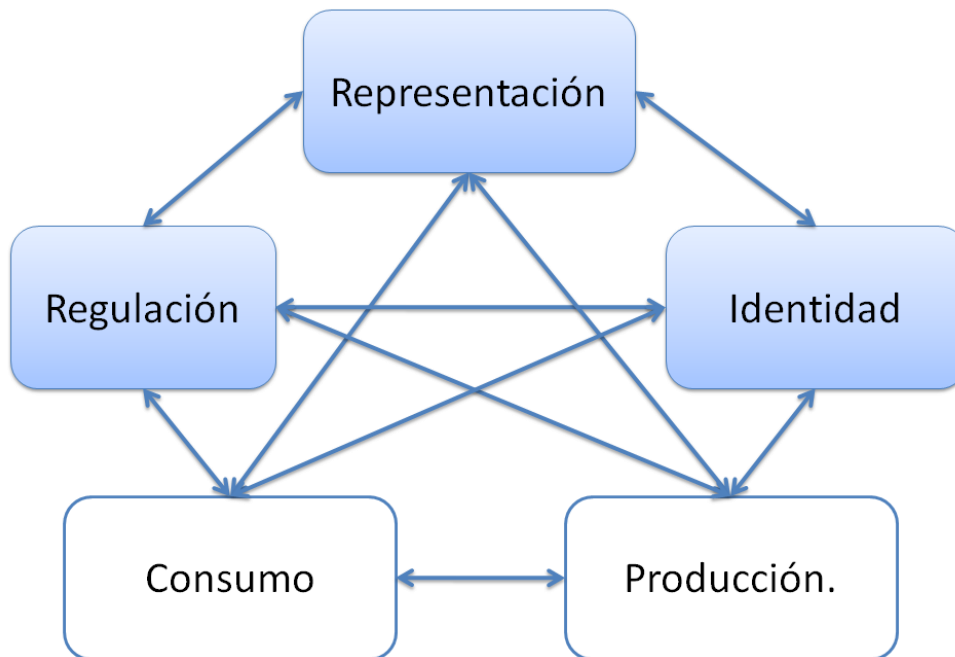 Representación
Regulación
Identidad
Consumo
Producción.